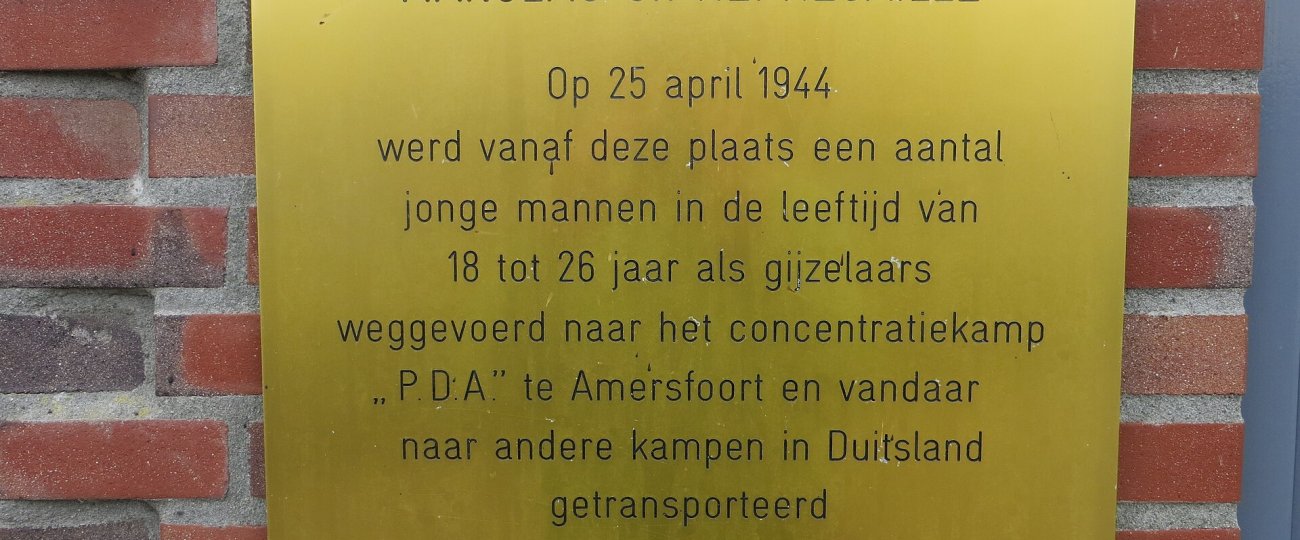 Op 25 april 1944
werd vanaf deze plaats een aantal
jonge mannen in de leeftijd van
18 tot 26 jaar als gijzelaars
weggevoerd naar het concentratiekamp
„P.D.A.” te Amersfoort en vandaar
naar andere kampen in Duitsland
getransporteerd